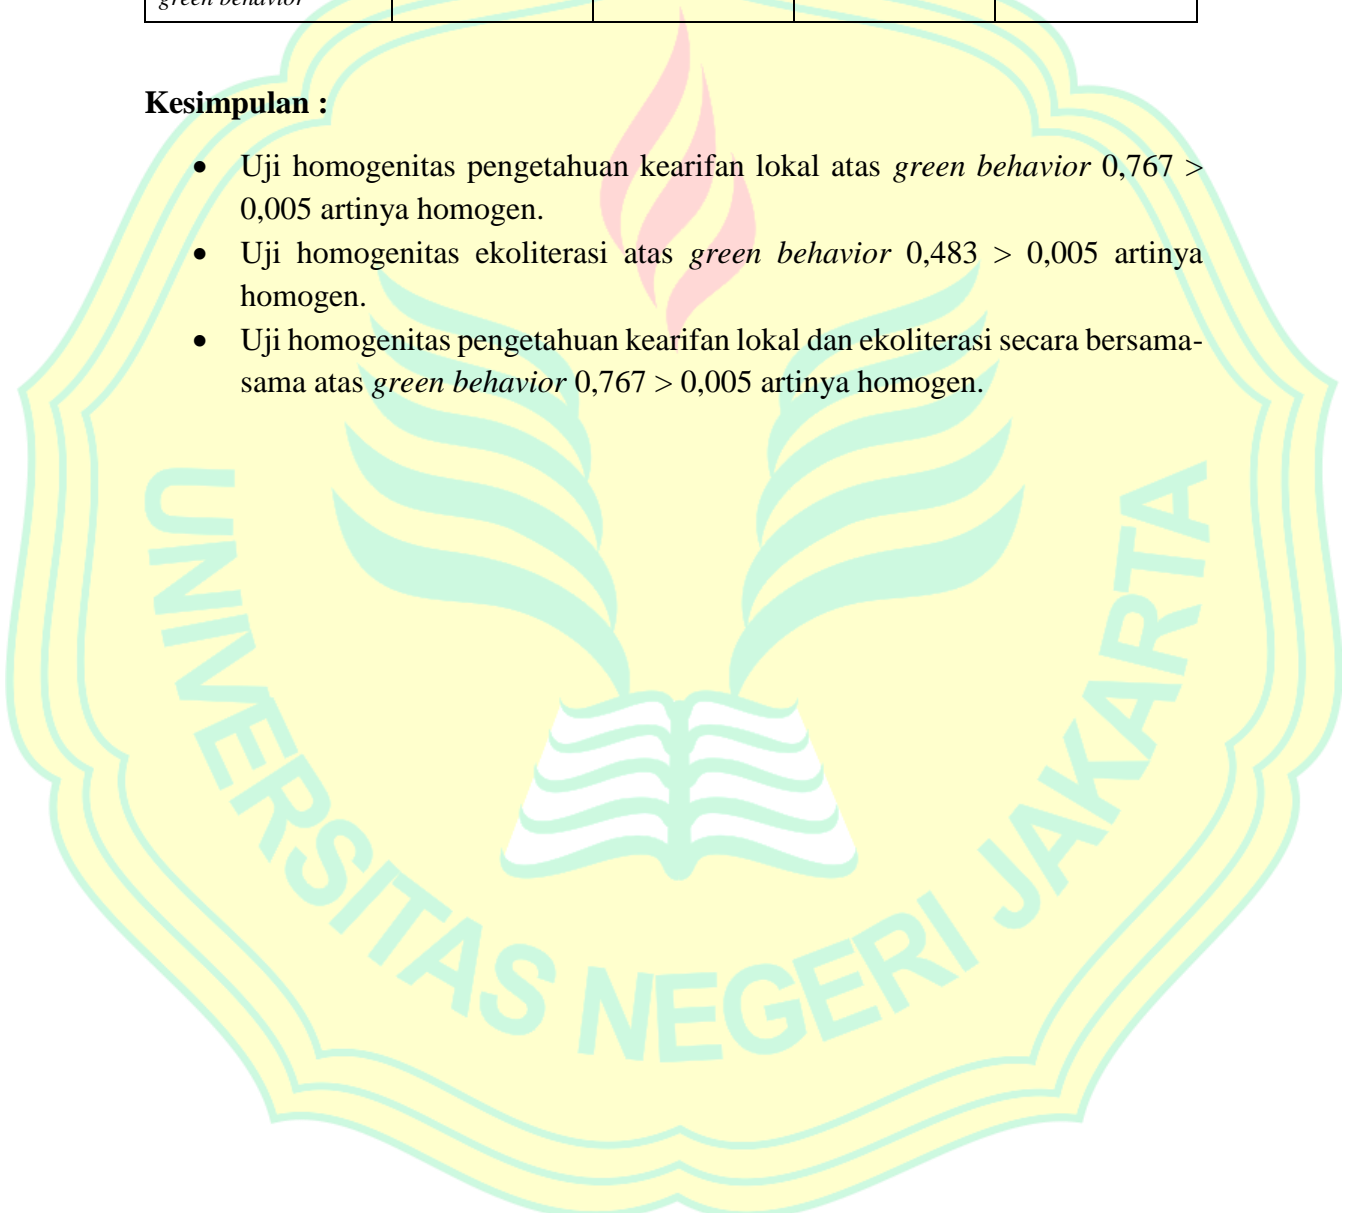 green behavior
Kesimpulan :
• Uji homogenitas pengetahuan kearifan lokal atas green behavior 0,767 >
0,005 artinya homogen.
• Uji homogenitas ekoliterasi atas green behavior 0,483 > 0,005 artinya
homogen.
• Uji homogenitas pengetahuan kearifan lokal dan ekoliterasi secara bersama-
sama atas green behavior 0,767 > 0,005 artinya homogen.
UNIVERSITAS NEGERI JAKARTA